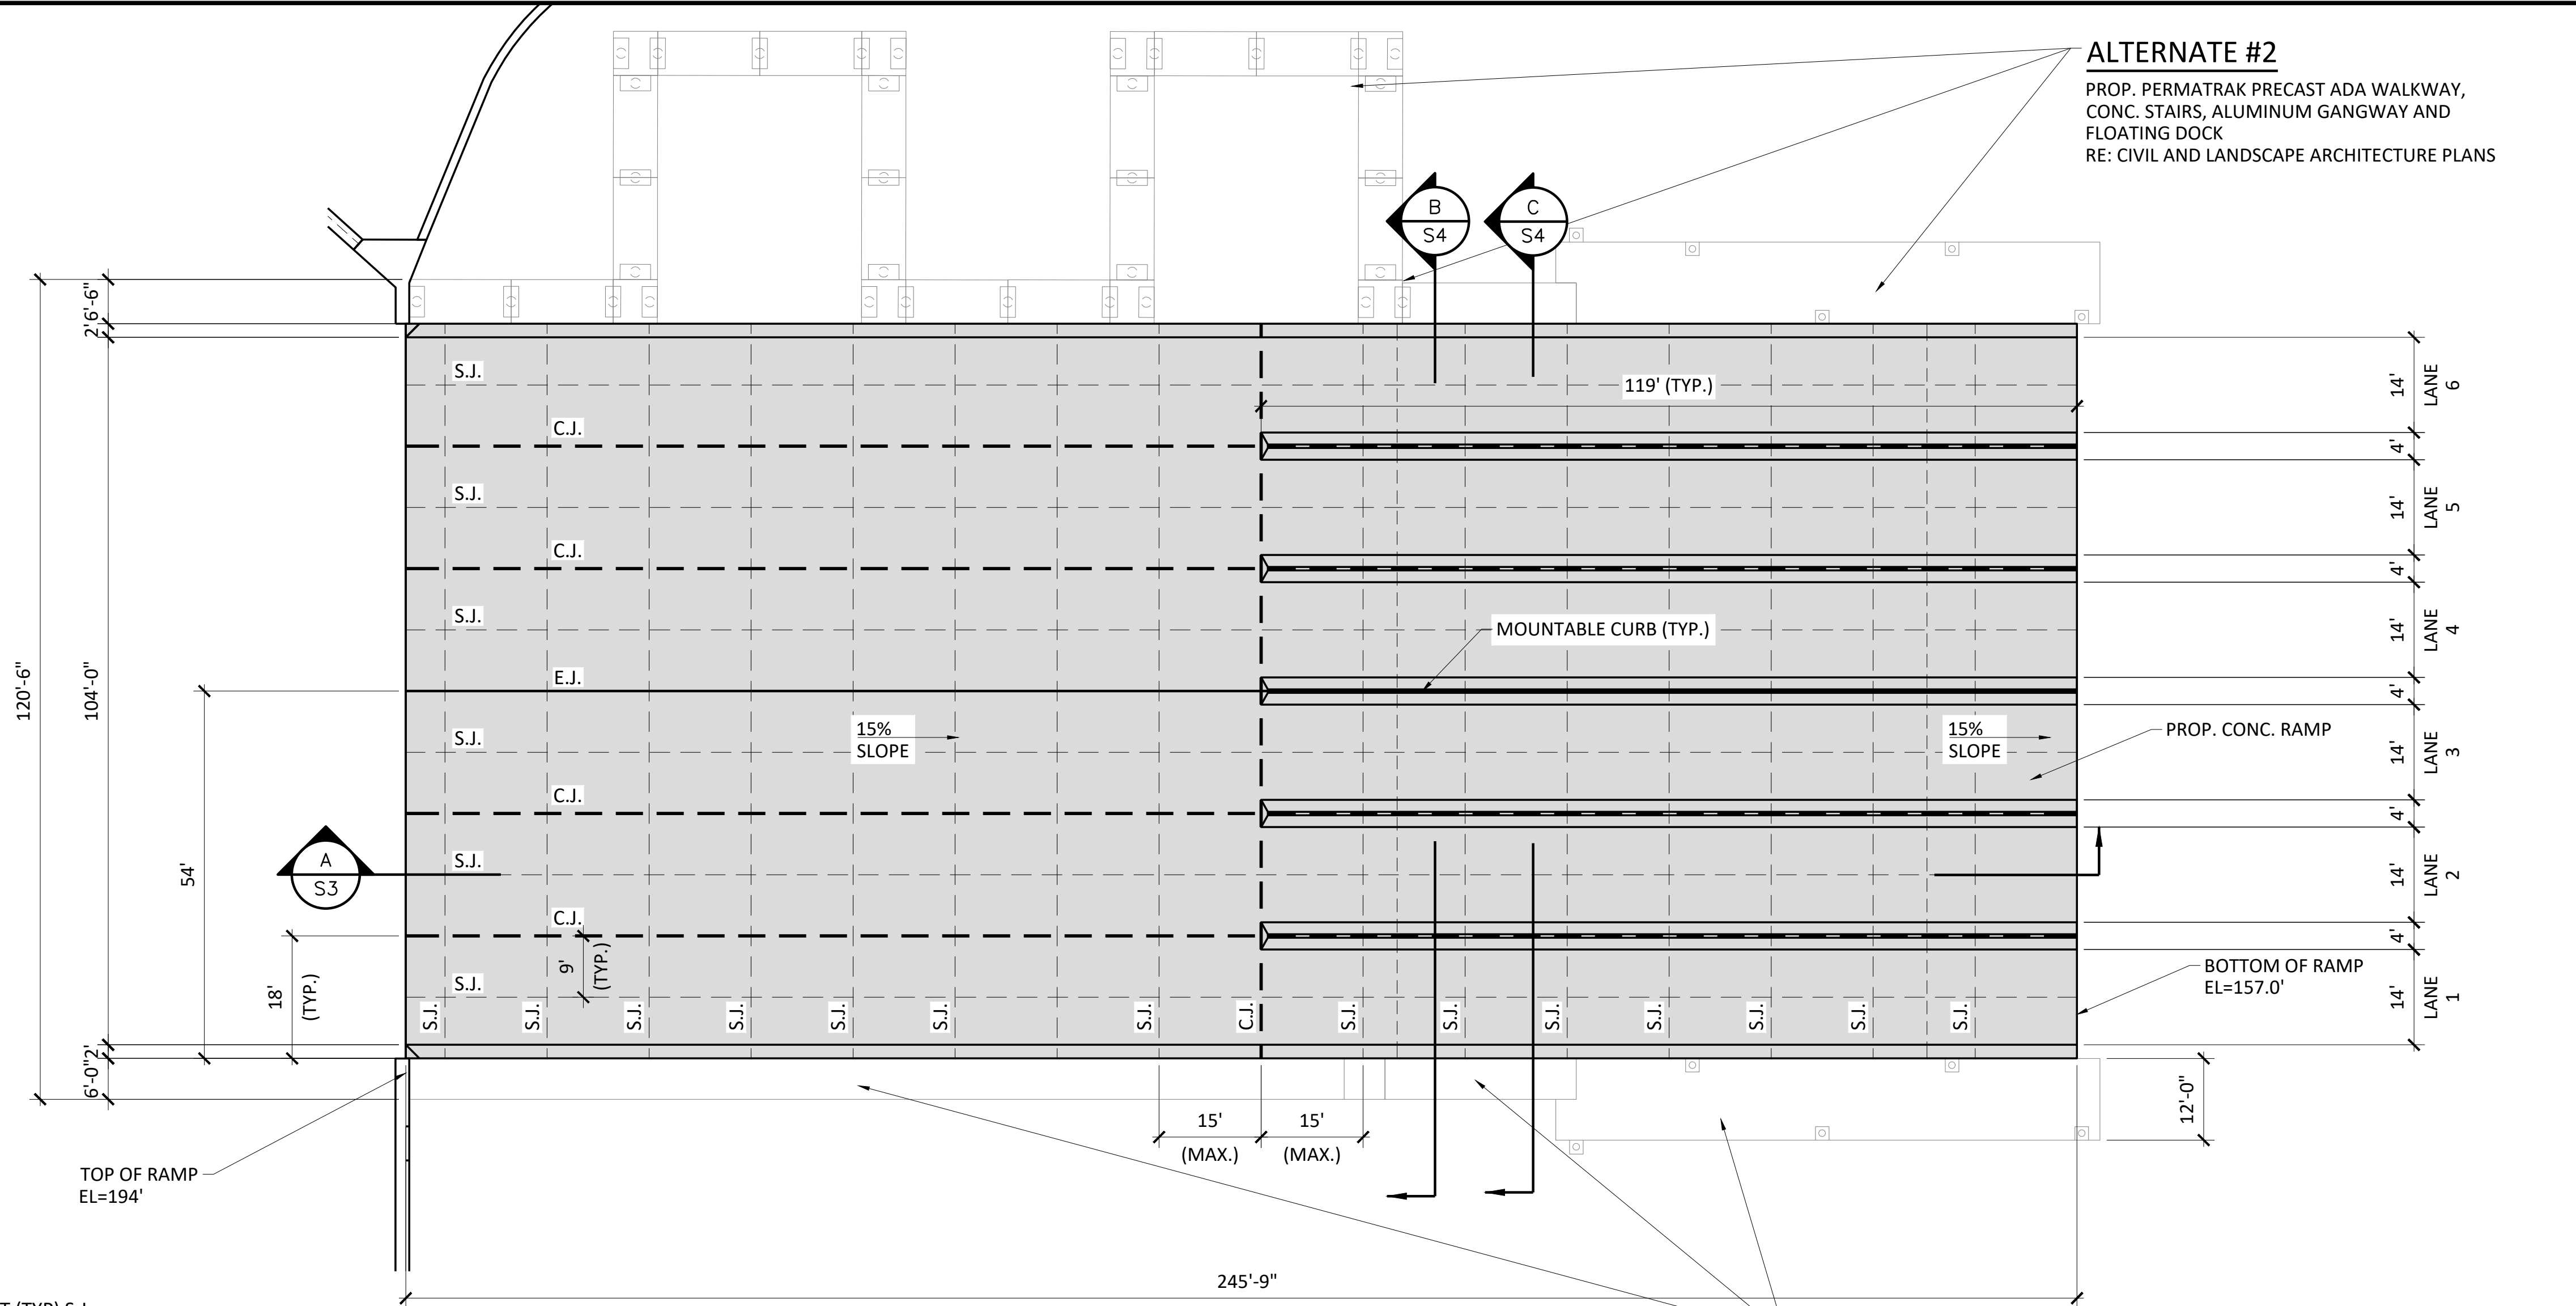 ALTERNATE #2
PROP. PERMATRAK PRECAST ADA WALKWAY,
CONC. STAIRS, ALUMINUM GANGWAY AND
FLOATING DOCK
RE: CIVIL AND LANDSCAPE ARCHITECTURE PLANS
B
S4
C
S4
6'-6"
2'
120'-6"
104'-0"
54'
18'
(TYP.)
2'
6'-0"
S.J.
C.J.
S.J.
C.J.
S.J.
E.J.
S.J.
C.J.
S.J.
C.J.
S.J.
9'
(TYP.)
119' (TYP.)
MOUNTABLE CURB (TYP.)
15%
SLOPE
15%
SLOPE
PROP. CONC. RAMP
A
S3
S.J.
S.J.
S.J.
S.J.
S.J.
S.J.
S.J.
C.J.
S.J.
S.J.
S.J.
S.J.
S.J.
S.J.
S.J.
14'
LANE
6
4'
14'
LANE
5
4'
14'
LANE
4
4'
14'
LANE
3
4'
14'
LANE
2
4'
14'
LANE
1
BOTTOM OF RAMP
EL=157.0'
12'-0"
15'
(MAX.)
15'
(MAX.)
TOP OF RAMP
EL=194'
245'-9"